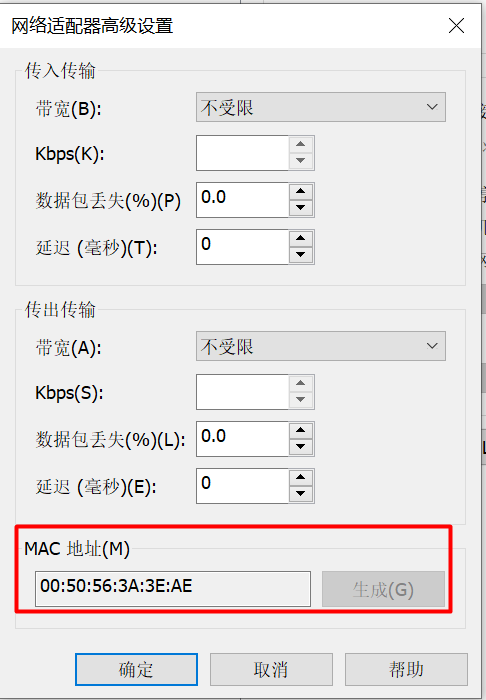 网络适配器高级设置
传入传输
带宽(B): 不受限
Kbps(K):
数据包丢失(%)(P) 0.0
延迟 (毫秒)(T): 0
传出传输
带宽(A): 不受限
Kbps(S):
数据包丢失(%)(L): 0.0
延迟 (毫秒)(E): 0
MAC 地址(M)
00:50:56:3A:3E:AE 生成(G)
确定 取消 帮助